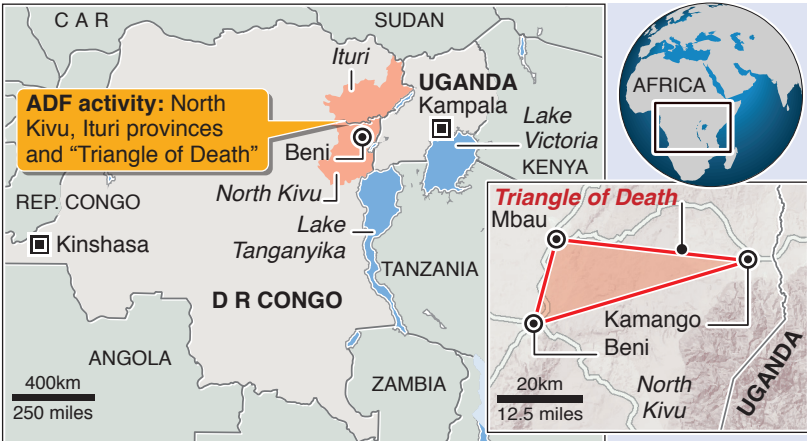 C A R
SUDAN
Ituri
ADF activity: North
Kivu, Ituri provinces
and “Triangle of Death”
UGANDA
Kampala
Lake
Victoria
KENYA
Beni
North Kivu
REP. CONGO
Kinshasa
Lake
Tanganyika
TANZANIA
D R CONGO
ANGOLA
ZAMBIA
400km
250 miles
AFRICA
Triangle of Death
Mbau
Kamango
Beni
20km
12.5 miles
North
Kivu
UGANDA